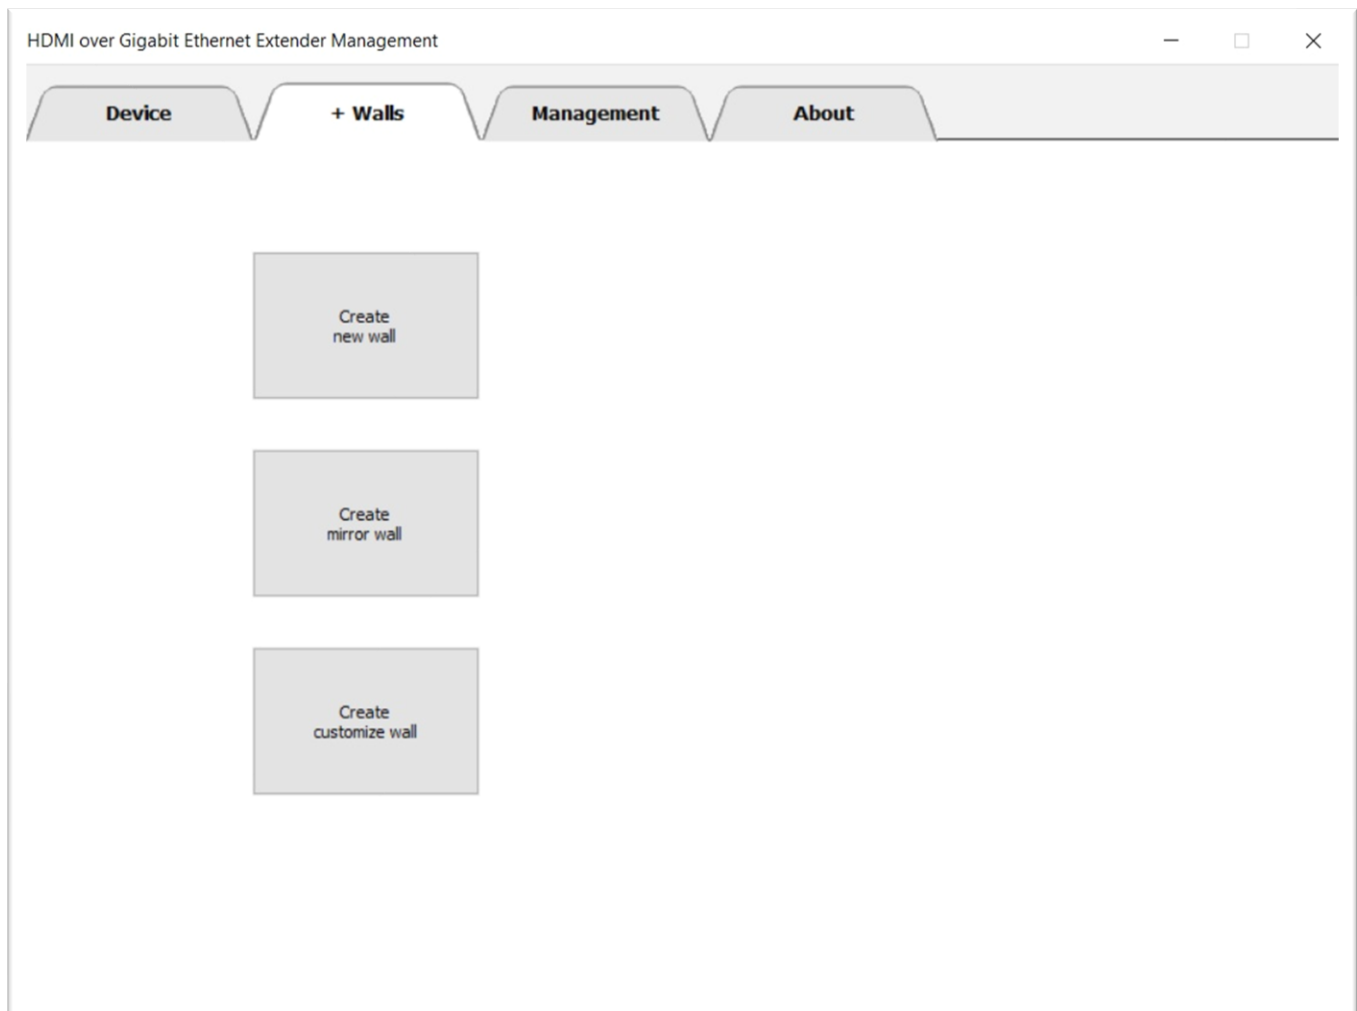 HDMI over Gigabit Ethernet Extender Management
Device
+ Walls
Management
About
Create
new wall
Create
mirror wall
Create
customize wall